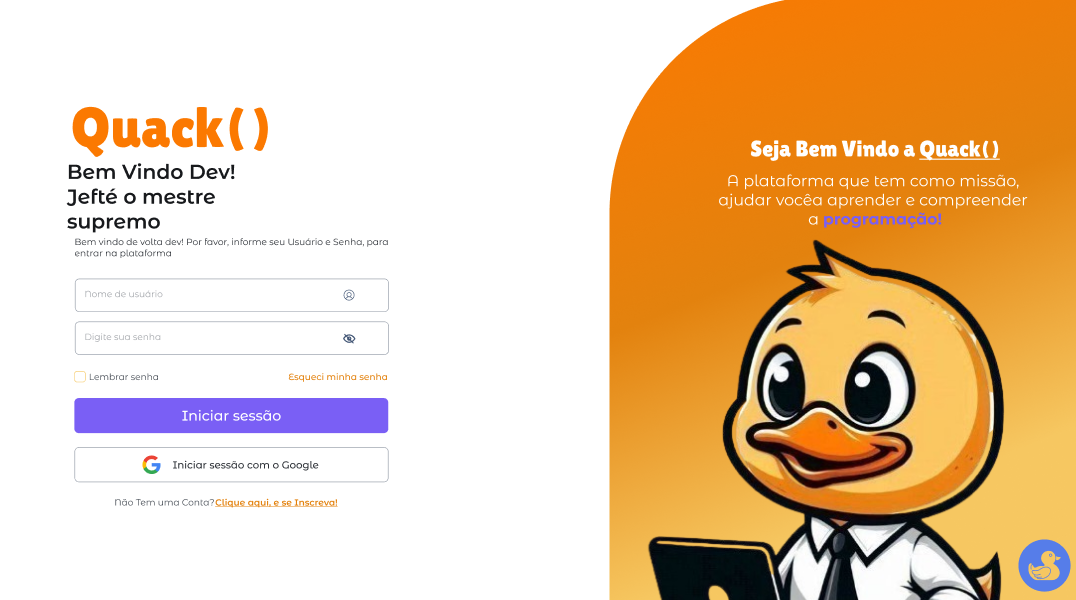 Quack()
Bem Vindo Dev!
Jefté o mestre
supremo
Bem vindo de volta dev! Por favor, informe seu Usuário e Senha, para
entrar na plataforma
Nome de usuário
Digite sua senha
Lembrar senha
Esqueci minha senha
Iniciar sessão
Iniciar sessão com o Google
Não Tem uma Conta? Clique aqui, e se Inscreva!
Seja Bem Vindo a Quack()
A plataforma que tem como missão,
ajudar vocêa aprender e compreender
a programação!